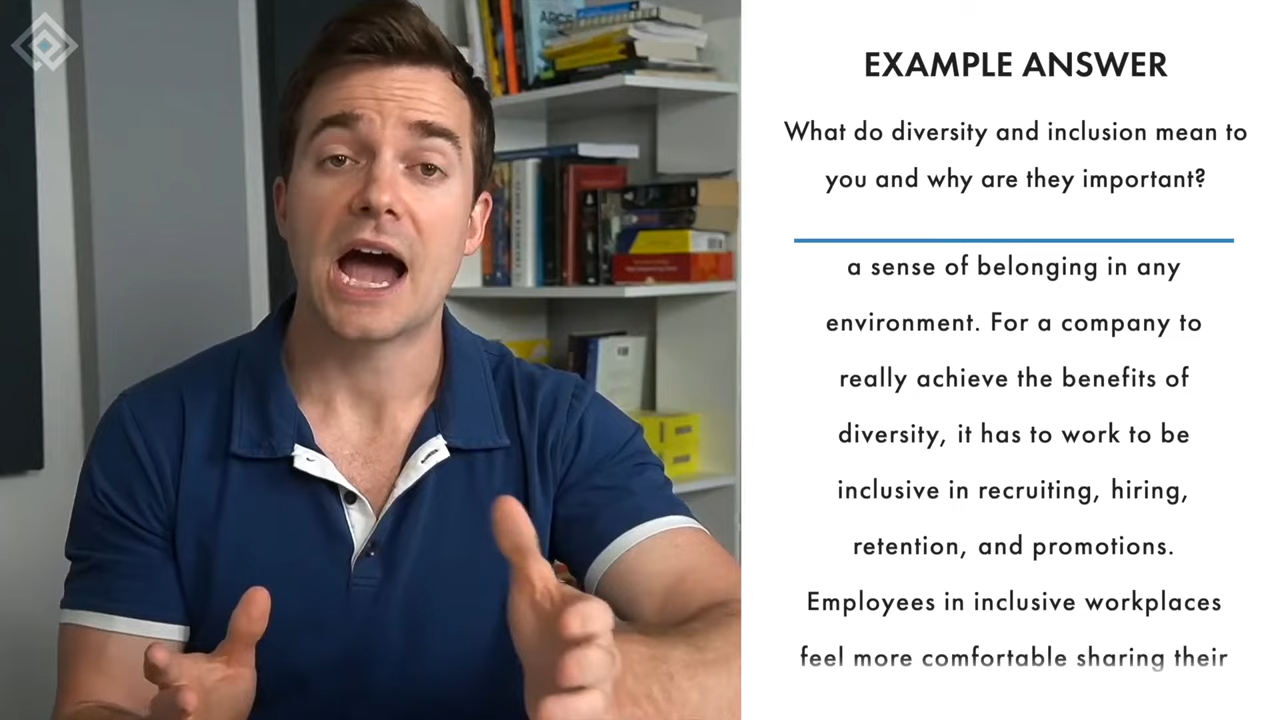 EXAMPLE ANSWER
What do diversity and inclusion mean to
you and why are they important?
a sense of belonging in any
environment. For a company to
really achieve the benefits of
diversity, it has to work to be
inclusive in recruiting, hiring,
retention, and promotions.
Employees in inclusive workplaces
feel more comfortable sharing their